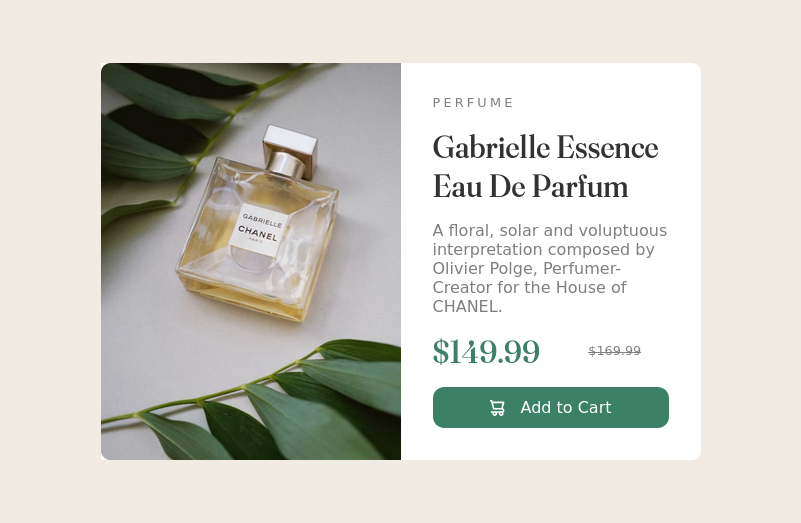 GABRIELLE
CHANEL
PARIS
PERFUME
Gabrielle Essence
Eau De Parfum
A floral, solar and voluptuous
interpretation composed by
Olivier Polge, Perfumer-
Creator for the House of
CHANEL.
$149.99
$169.99
Add to Cart